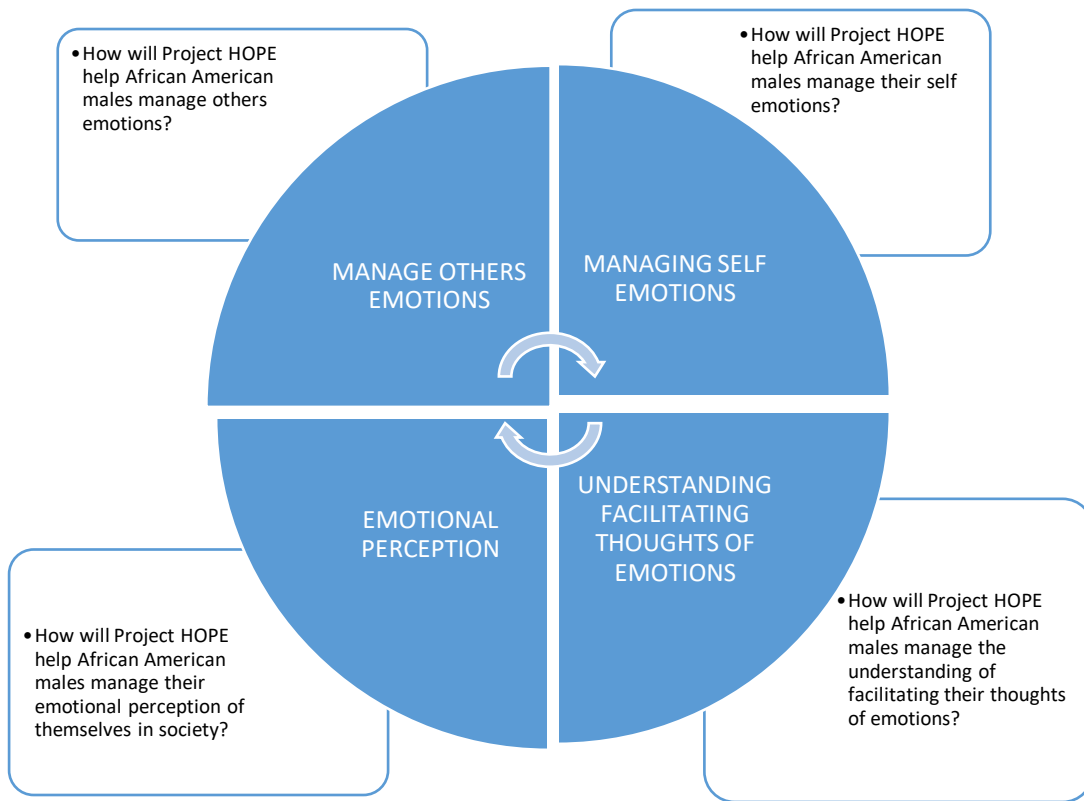 •How will Project HOPE
help African American
males manage others
emotions?
•How will Project HOPE
help African American
males manage their self
emotions?
MANAGE OTHERS
EMOTIONS
MANAGING SELF
EMOTIONS
EMOTIONAL
PERCEPTION
UNDERSTANDING
FACILITATING
THOUGHTS OF
EMOTIONS
•How will Project HOPE
help African American
males manage their
emotional perception of
themselves in society?
•How will Project HOPE
help African American
males manage the
understanding of
facilitating their thoughts
of emotions?